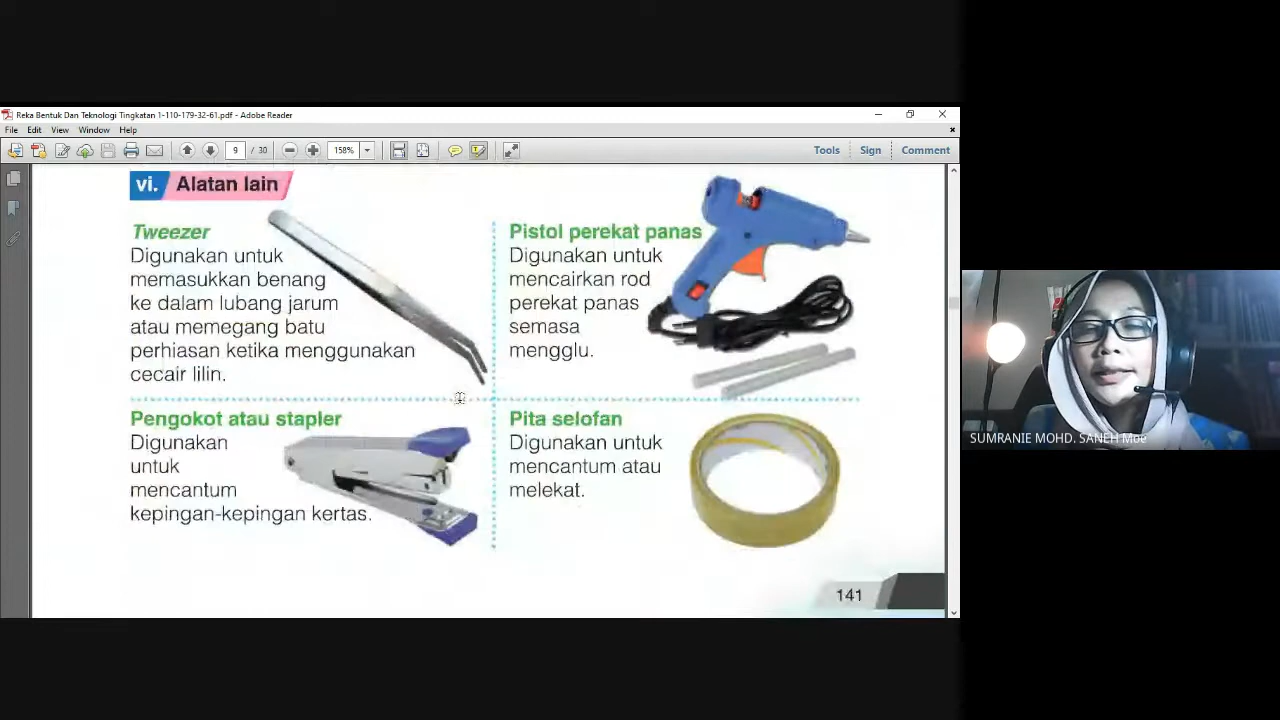 Reka Bentuk Dan Teknologi Tingkatan 1-110-179-32-61.pdf - Adobe Reader
File Edit View Window Help
9 / 30 158% Tools Sign Comment
vi. Alatan lain
Tweezer
Digunakan untuk
memasukkan benang
ke dalam lubang jarum
atau memegang batu
perhiasan ketika menggunakan
cecair lilin.
Pistol perekat panas
Digunakan untuk
mencairkan rod
perekat panas
semasa
mengglu.
Pengokot atau stapler
Digunakan
untuk
mencantum
kepingan-kepingan kertas.
Pita selofan
Digunakan untuk
mencantum atau
melekat.
141
SUMRANIE MOHD. SANEH Moe